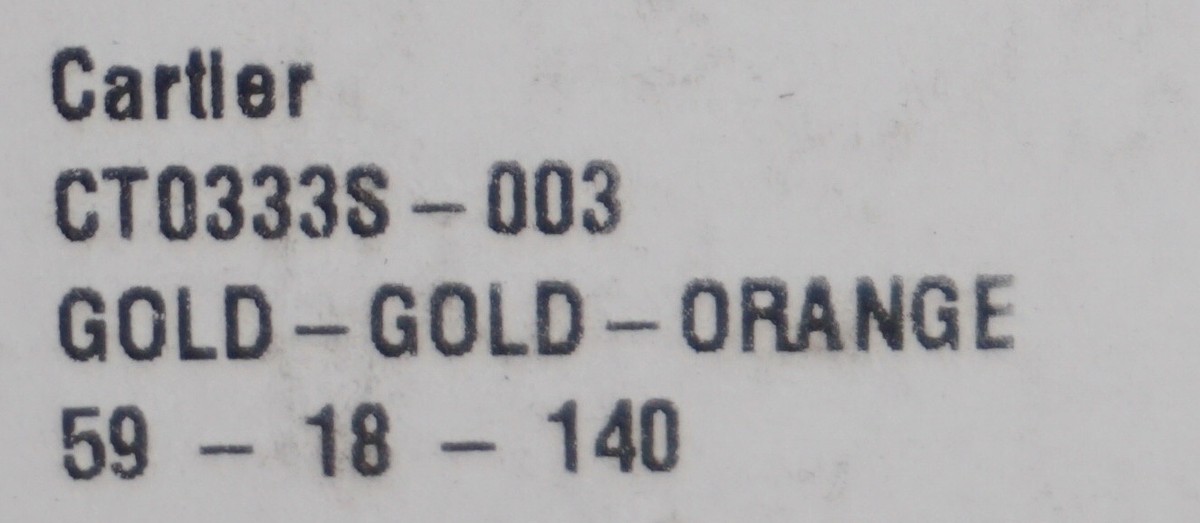 Cartier
CT0333S - 003
GOLD - GOLD - ORANGE
59 - 18 - 140